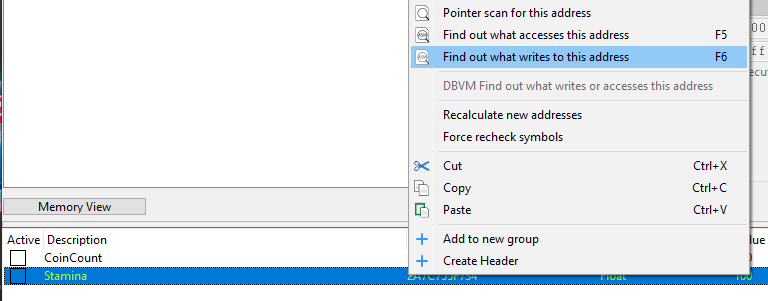 Pointer scan for this address
Find out what accesses this address F5
Find out what writes to this address F6
DBVM Find out what writes or accesses this address
Recalculate new addresses
Force recheck symbols
Cut Ctrl+X
Copy Ctrl+C
Paste Ctrl+V
Memory View
Add to new group
Active Description
CoinCount
Create Header
Stamina Float 100